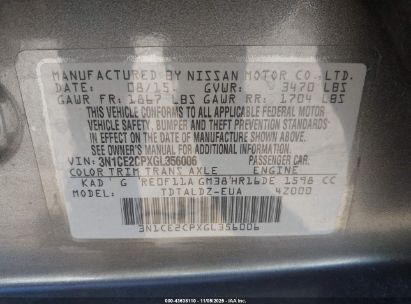 MANUFACTURED BY NISSAN MOTOR CO., LTD.
DATE: 08/15 GVWR: 3470 LBS
GAWR FR: 1867 LBS GAWR RR: 1704 LBS
THIS VEHICLE CONFORMS TO ALL APPLICABLE FEDERAL MOTOR
VEHICLE SAFETY, BUMPER AND THEFT PREVENTION STANDARDS
IN EFFECT ON THE DATE OF MANUFACTURE SHOWN ABOVE.
SEE OWNER'S MANUAL FOR ADDITIONAL INFORMATION.
VIN: 3N1CE2CPXGL356006 PASSENGER CAR.
COLOR TRIM TRANS AXLE ENGINE
KAD G RE0F11A GM38 HR16DE 1598 CC
MODEL: TDTALDZ-EUA 4Z000
3N1CE2CPXGL356006